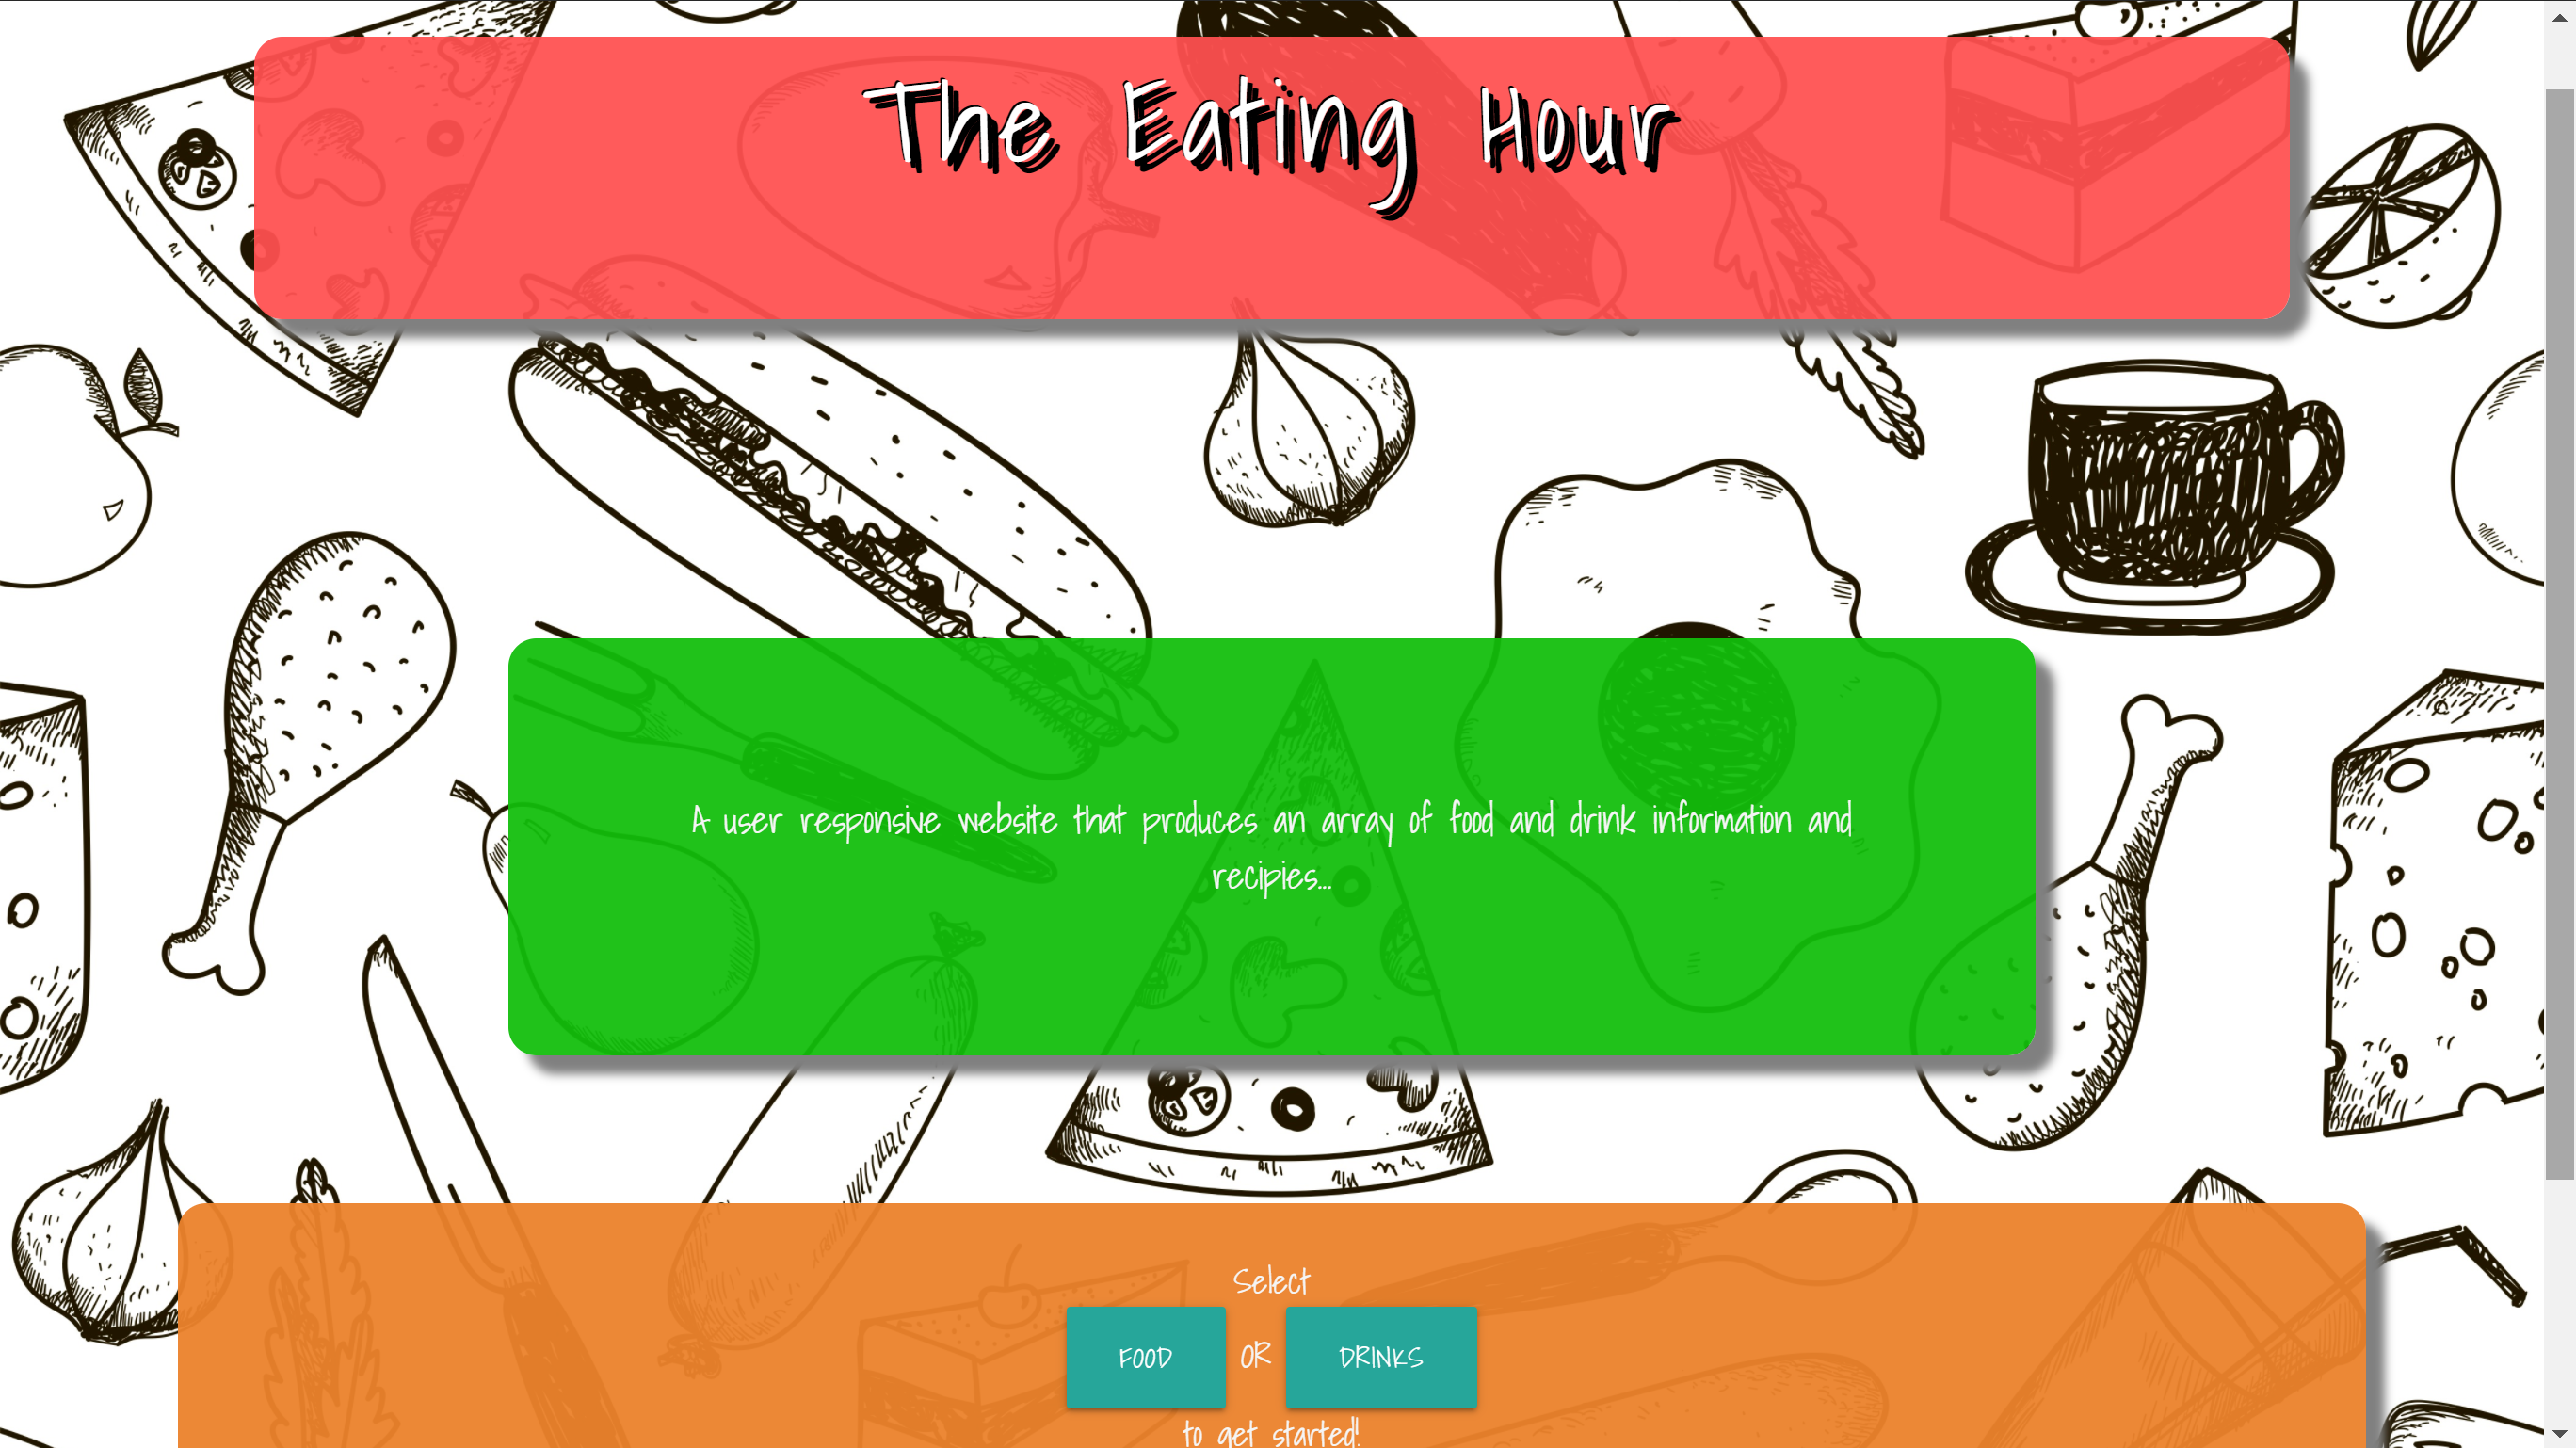 The Eating Hour
A user responsive website that produces an array of food and drink information and
recipies...
Select
FOOD OR DRINKS
to get started!